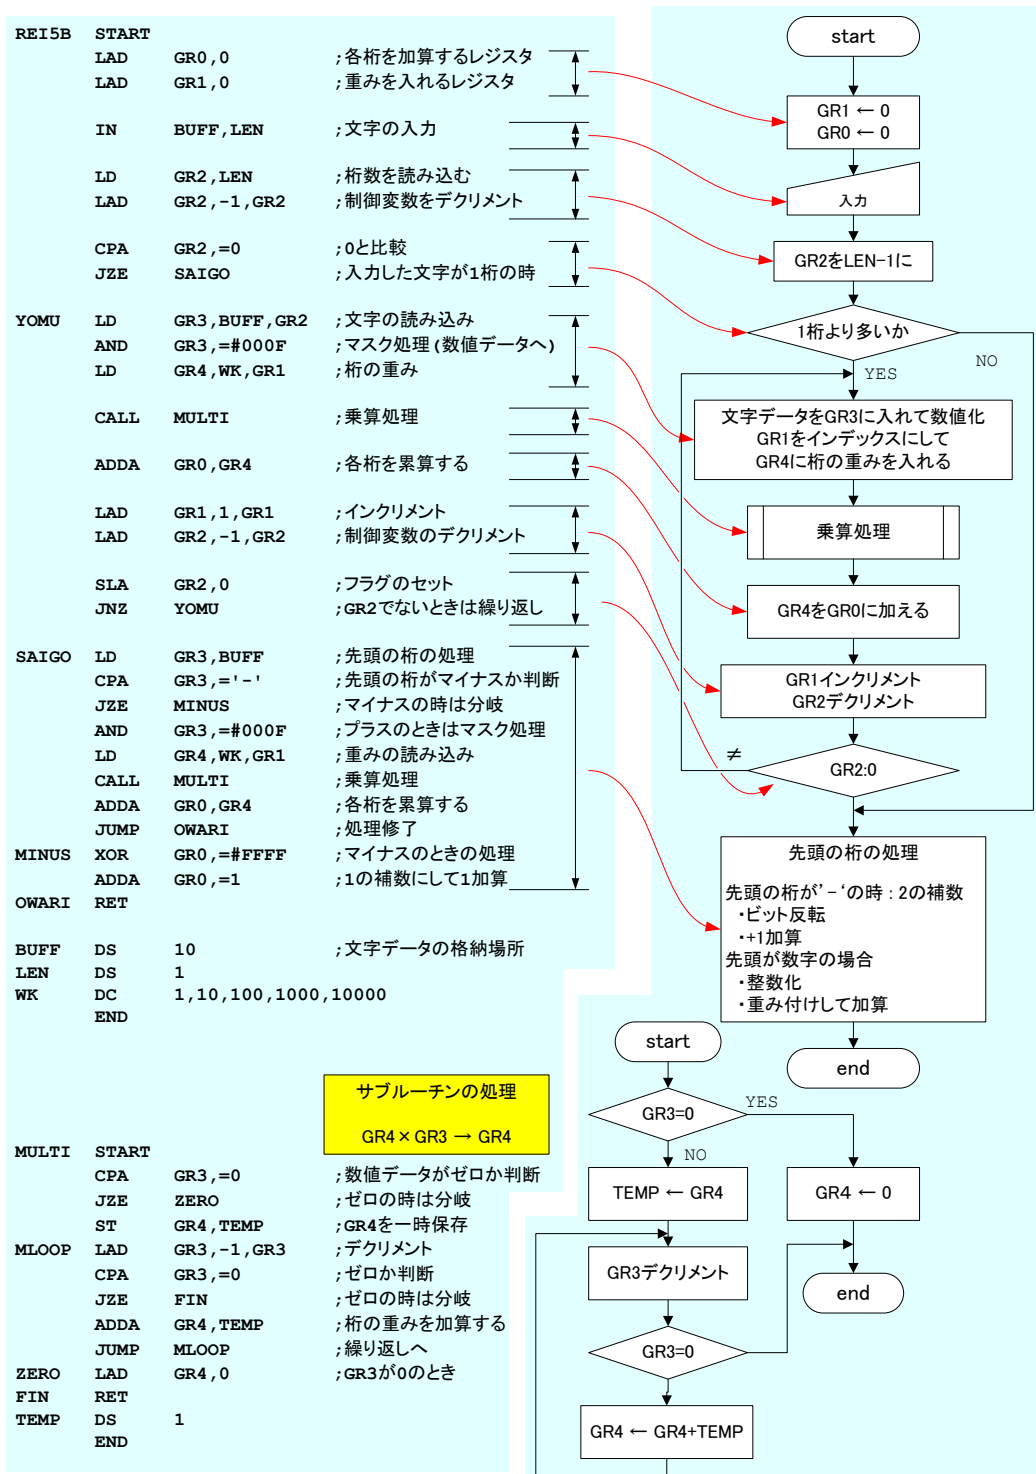 REI5B START
LAD GR0,0 ;各桁を加算するレジスタ
LAD GR1,0 ;重みを入れるレジスタ
IN BUFF,LEN ;文字の入力
LD GR2,LEN ;桁数を読み込む
LAD GR2,-1,GR2 ;制御変数をデクリメント
CPA GR2,=0 ;0と比較
JZE SAIGO ;入力した文字が1桁の時
YOMU LD GR3,BUFF,GR2 ;文字の読み込み
AND GR3,=#000F ;マスク処理(数値データへ)
LD GR4,WK,GR1 ;桁の重み
CALL MULTI ;乗算処理
ADDA GR0,GR4 ;各桁を累算する
LAD GR1,1,GR1 ;インクリメント
LAD GR2,-1,GR2 ;制御変数のデクリメント
SLA GR2,0 ;フラグのセット
JNZ YOMU ;GR2でないときは繰り返し
SAIGO LD GR3,BUFF ;先頭の桁の処理
CPA GR3,='-' ;先頭の桁がマイナスか判断
JZE MINUS ;マイナスの時は分岐
AND GR3,=#000F ;プラスのときはマスク処理
LD GR4,WK,GR1 ;重みの読み込み
CALL MULTI ;乗算処理
ADDA GR0,GR4 ;各桁を累算する
JUMP OWARI ;処理修了
MINUS XOR GR0,=#FFFF ;マイナスのときの処理
ADDA GR0,=1 ;1の補数にして1加算
OWARI RET
BUFF DS 10 ;文字データの格納場所
LEN DS 1
WK DC 1,10,100,1000,10000
END
start
GR1 ← 0
GR0 ← 0
入力
GR2をLEN-1に
1桁より多いか
NO
YES
文字データをGR3に入れて数値化
GR1をインデックスにして
GR4に桁の重みを入れる
乗算処理
GR4をGR0に加える
GR1インクリメント
GR2デクリメント
≠
GR2:0
先頭の桁の処理
先頭の桁が'-'の時:2の補数
・ビット反転
・+1加算
先頭が数字の場合
・整数化
・重み付けして加算
end
サブルーチンの処理
GR4×GR3 → GR4
MULTI START
CPA GR3,=0 ;数値データがゼロか判断
JZE ZERO ;ゼロの時は分岐
ST GR4,TEMP ;GR4を一時保存
MLOOP LAD GR3,-1,GR3 ;デクリメント
CPA GR3,=0 ;ゼロか判断
JZE FIN ;ゼロの時は分岐
ADDA GR4,TEMP ;桁の重みを加算する
JUMP MLOOP ;繰り返しへ
ZERO LAD GR4,0 ;GR3が0のとき
FIN RET
TEMP DS 1
END
start
GR3=0
YES
NO
TEMP ← GR4
GR4 ← 0
GR3デクリメント
end
GR3=0
GR4 ← GR4+TEMP